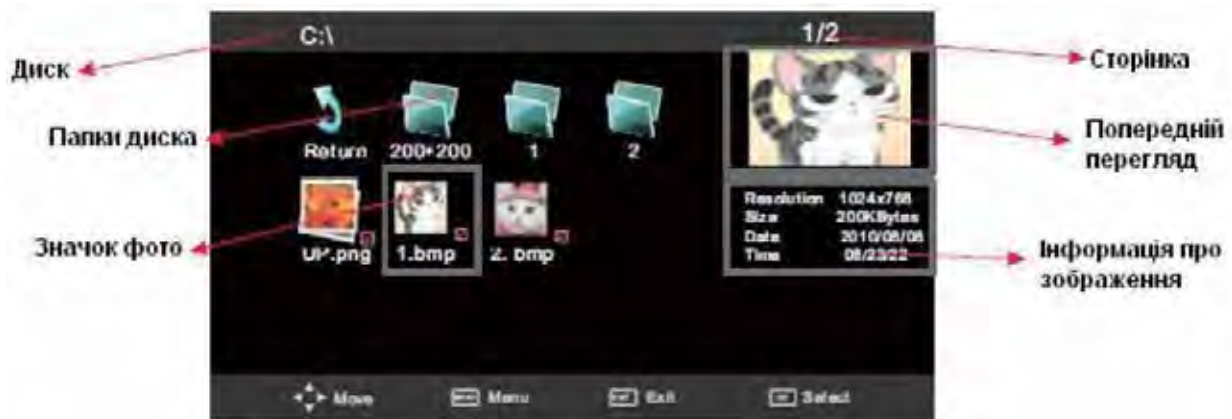 C:\ 1/2
Диск
Сторінка
Папки диска
Return 200*200 1 2
Попередній
перегляд
Resolution 1024x768
Size 200KBytes
Date 2010/08/08
Time 08/23/22
Значок фото
UP.png 1.bmp 2. bmp
Інформація про
зображення
Move Menu Exit Select